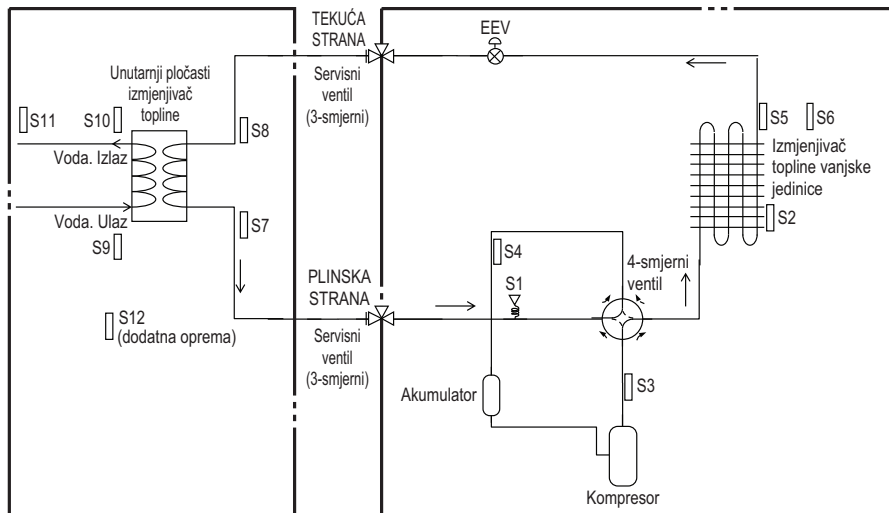 TEKUĆA
STRANA
Servisni
ventil
(3-smjerni)
EEV
Unutarnji pločasti
izmjenjivač
topline
S11
S10
S8
Voda. Izlaz
Voda. Ulaz
S9
S7
S12
(dodatna oprema)
PLINSKA
STRANA
Servisni
ventil
(3-smjerni)
S5
S6
Izmjenjivač
topline vanjske
jedinice
S2
S4
S1
4-smjerni
ventil
Akumulator
S3
Kompresor